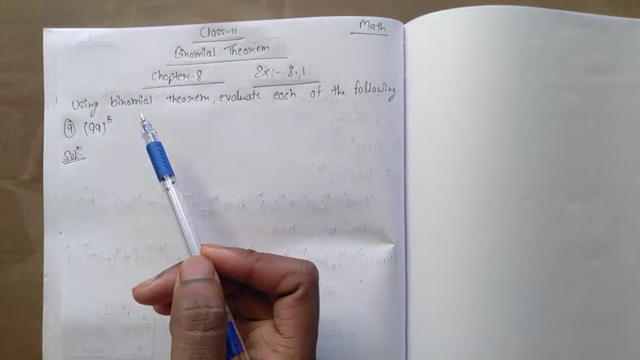 Class-11
Math
Binomial Theorem
Chapter-8 Ex:- 8.1
Using binomial theorem, evaluate each of the following
9 (99)⁵
Solⁿ